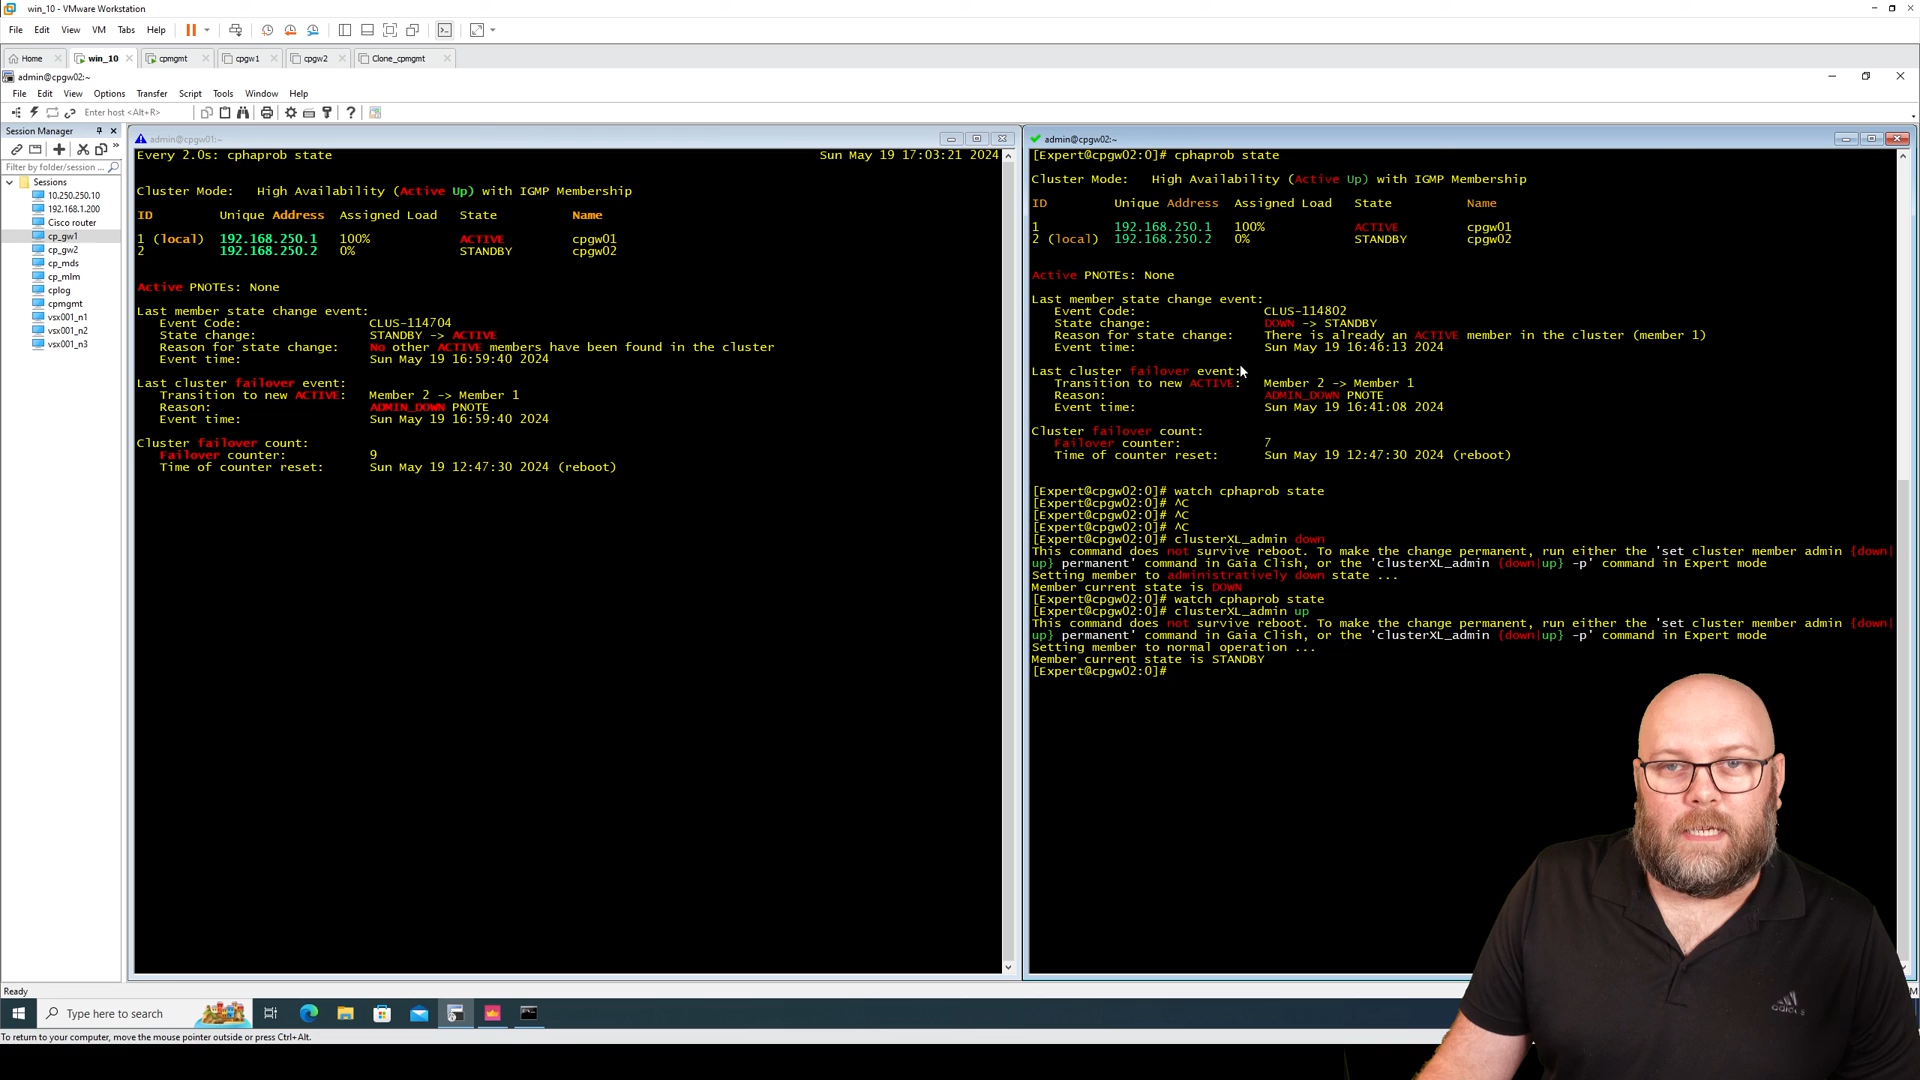 win_10 - VMware Workstation
File Edit View VM Tabs Help
Home win_10 cpmgmt cpgw1 cpgw2 Clone_cpmgmt
admin@cpgw02:~
File Edit View Options Transfer Script Tools Window Help
Enter host <Alt+R>
Session Manager
Filter by folder/session ...
Sessions
10.250.250.10
192.168.1.200
Cisco router
cp_gw1
cp_gw2
cp_mds
cp_mlm
cplog
cpmgmt
vsx001_n1
vsx001_n2
vsx001_n3
admin@cpgw01:~
Every 2.0s: cphaprob state Sun May 19 17:03:21 2024
Cluster Mode: High Availability (Active Up) with IGMP Membership
ID Unique Address Assigned Load State Name
1 (local) 192.168.250.1 100% ACTIVE cpgw01
2 192.168.250.2 0% STANDBY cpgw02
Active PNOTEs: None
Last member state change event:
Event Code: CLUS-114704
State change: STANDBY -> ACTIVE
Reason for state change: No other ACTIVE members have been found in the cluster
Event time: Sun May 19 16:59:40 2024
Last cluster failover event:
Transition to new ACTIVE: Member 2 -> Member 1
Reason: ADMIN_DOWN PNOTE
Event time: Sun May 19 16:59:40 2024
Cluster failover count:
Failover counter: 9
Time of counter reset: Sun May 19 12:47:30 2024 (reboot)
admin@cpgw02:~
[Expert@cpgw02:0]# cphaprob state
Cluster Mode: High Availability (Active Up) with IGMP Membership
ID Unique Address Assigned Load State Name
1 192.168.250.1 100% ACTIVE cpgw01
2 (local) 192.168.250.2 0% STANDBY cpgw02
Active PNOTEs: None
Last member state change event:
Event Code: CLUS-114802
State change: DOWN -> STANDBY
Reason for state change: There is already an ACTIVE member in the cluster (member 1)
Event time: Sun May 19 16:46:13 2024
Last cluster failover event:
Transition to new ACTIVE: Member 2 -> Member 1
Reason: ADMIN_DOWN PNOTE
Event time: Sun May 19 16:41:08 2024
Cluster failover count:
Failover counter: 7
Time of counter reset: Sun May 19 12:47:30 2024 (reboot)
[Expert@cpgw02:0]# watch cphaprob state
[Expert@cpgw02:0]# ^C
[Expert@cpgw02:0]# ^C
[Expert@cpgw02:0]# ^C
[Expert@cpgw02:0]# clusterXL_admin down
This command does not survive reboot. To make the change permanent, run either the 'set cluster member admin {down|
up} permanent' command in Gaia Clish, or the 'clusterXL_admin {down|up} -p' command in Expert mode
Setting member to administratively down state ...
Member current state is DOWN
[Expert@cpgw02:0]# watch cphaprob state
[Expert@cpgw02:0]# clusterXL_admin up
This command does not survive reboot. To make the change permanent, run either the 'set cluster member admin {down|
up} permanent' command in Gaia Clish, or the 'clusterXL_admin {down|up} -p' command in Expert mode
Setting member to normal operation ...
Member current state is STANDBY
[Expert@cpgw02:0]#
adidas
Ready
Type here to search
To return to your computer, move the mouse pointer outside or press Ctrl+Alt.